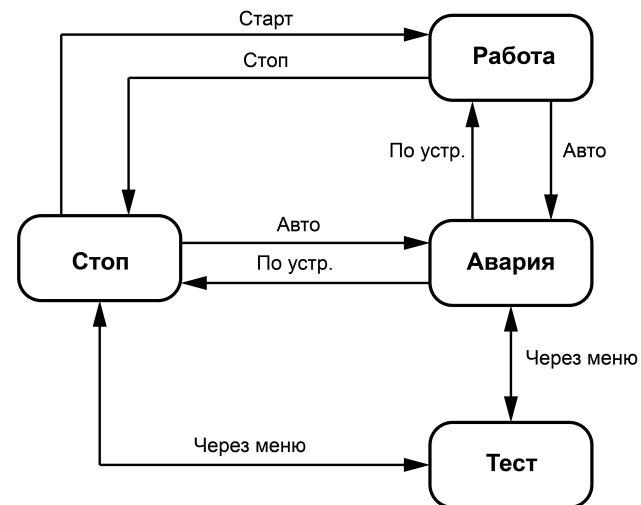 Старт
Работа
Стоп
По устр.
Авто
Авто
Стоп
По устр.
Авария
Через меню
Через меню
Тест